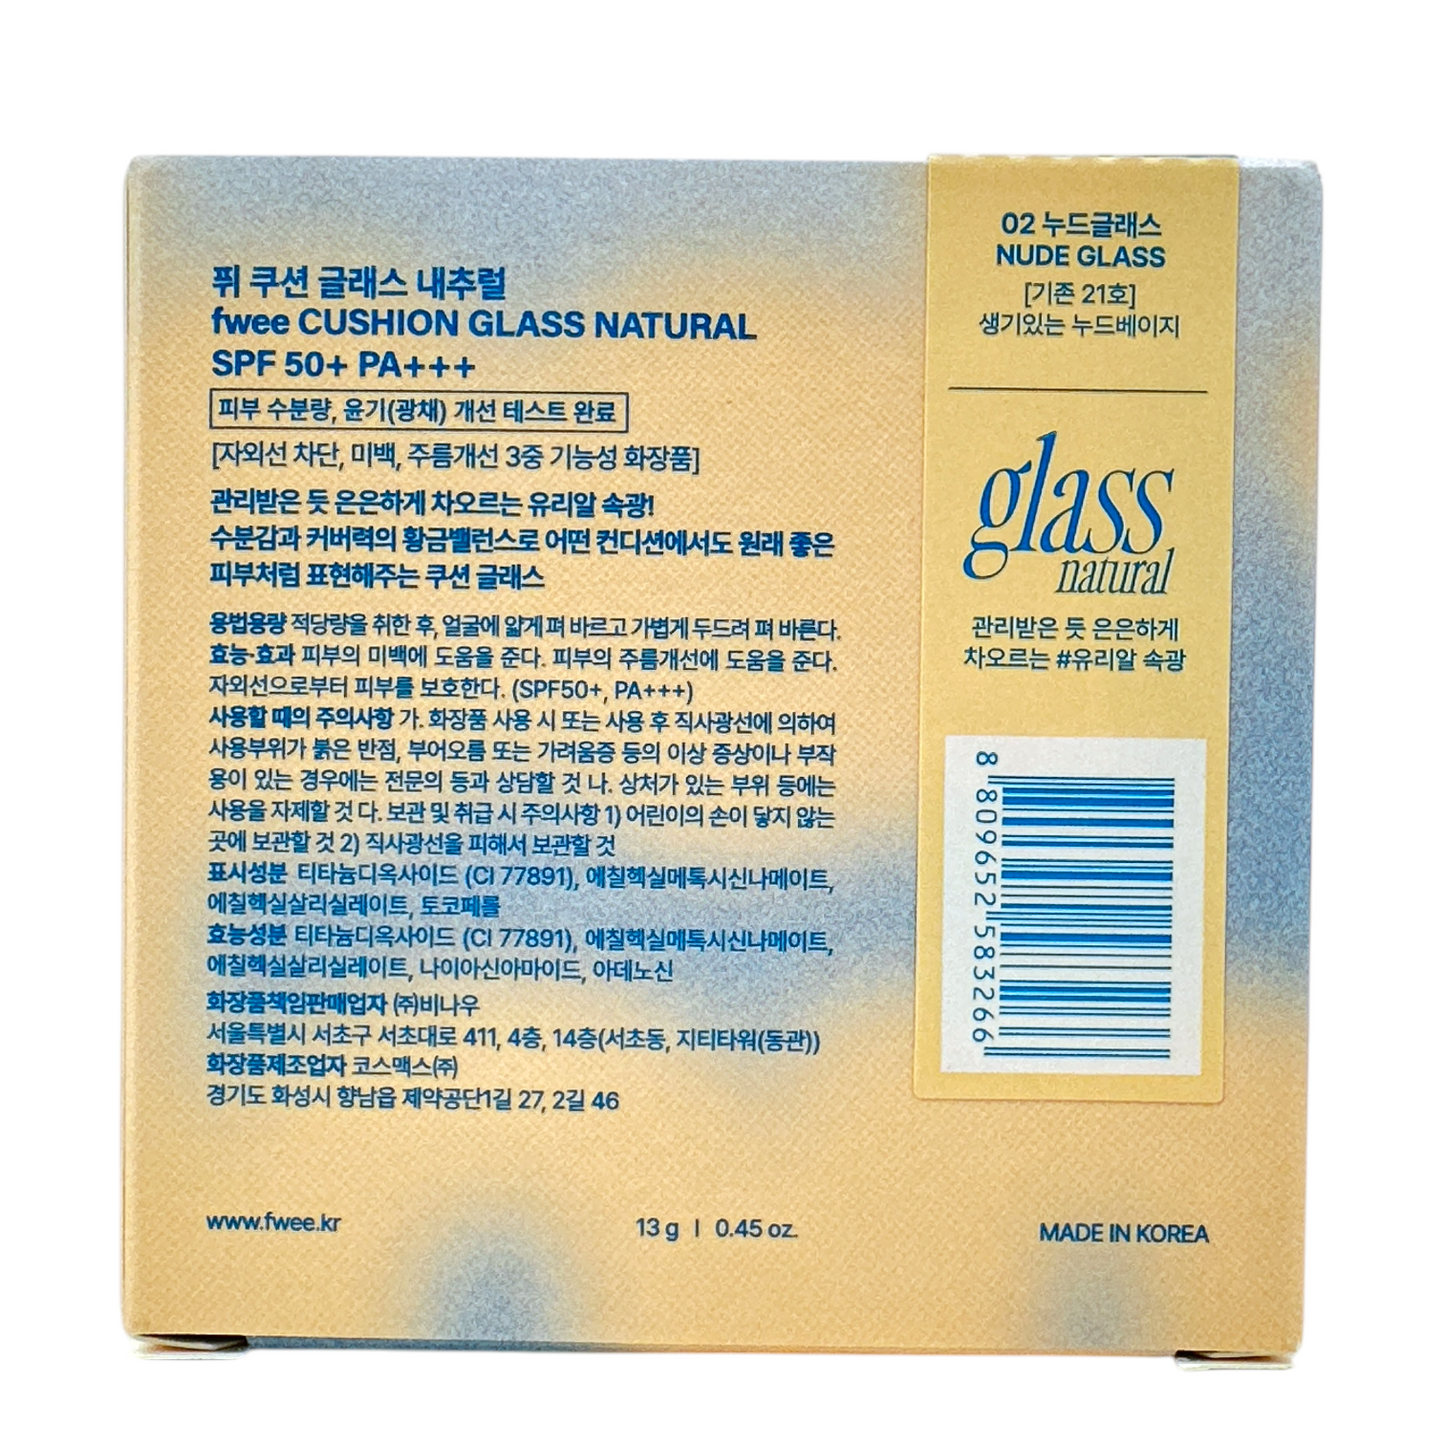 퓌 쿠션 글래스 내추럴
fwee CUSHION GLASS NATURAL
SPF 50+ PA+++
피부 수분량, 윤기(광채) 개선 테스트 완료
[자외선 차단, 미백, 주름개선 3중 기능성 화장품]
관리받은 듯 은은하게 차오르는 유리알 속광!
수분감과 커버력의 황금밸런스로 어떤 컨디션에서도 원래 좋은
피부처럼 표현해주는 쿠션 글래스
용법용량 적당량을 취한 후, 얼굴에 얇게 펴 바르고 가볍게 두드려 펴 바른다.
효능·효과 피부의 미백에 도움을 준다. 피부의 주름개선에 도움을 준다.
자외선으로부터 피부를 보호한다. (SPF50+, PA+++)
사용할 때의 주의사항 가. 화장품 사용 시 또는 사용 후 직사광선에 의하여
사용부위가 붉은 반점, 부어오름 또는 가려움증 등의 이상 증상이나 부작
용이 있는 경우에는 전문의 등과 상담할 것 나. 상처가 있는 부위 등에는
사용을 자제할 것 다. 보관 및 취급 시 주의사항 1) 어린이의 손이 닿지 않는
곳에 보관할 것 2) 직사광선을 피해서 보관할 것
표시성분 티타늄디옥사이드 (CI 77891), 에칠헥실메톡시신나메이트,
에칠헥실살리실레이트, 토코페롤
효능성분 티타늄디옥사이드 (CI 77891), 에칠헥실메톡시신나메이트,
에칠헥실살리실레이트, 나이아신아마이드, 아데노신
화장품책임판매업자 ㈜비나우
서울특별시 서초구 서초대로 411, 4층, 14층(서초동, 지티타워(동관))
화장품제조업자 코스맥스㈜
경기도 화성시 향남읍 제약공단1길 27, 2길 46
www.fwee.kr
13 g | 0.45 oz.
MADE IN KOREA
02 누드글래스
NUDE GLASS
[기존 21호]
생기있는 누드베이지
glass
natural
관리받은 듯 은은하게
차오르는 #유리알 속광
8 809652 583266